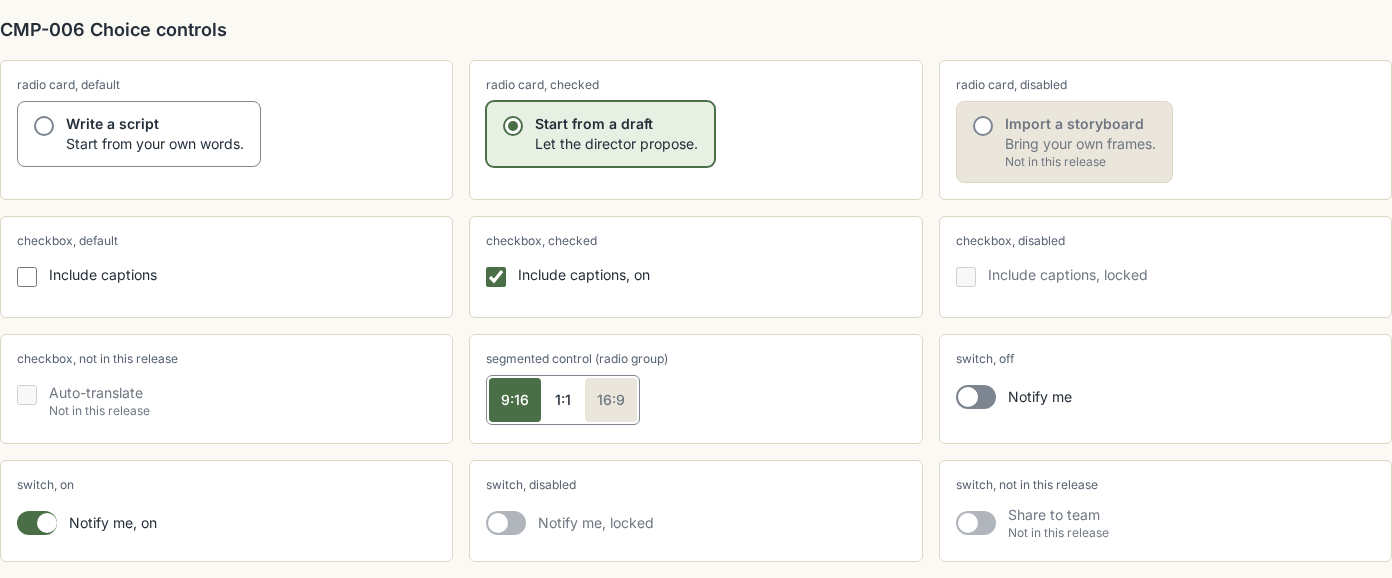 CMP-006 Choice controls
radio card, default
Write a script
Start from your own words.
radio card, checked
Start from a draft
Let the director propose.
radio card, disabled
Import a storyboard
Bring your own frames.
Not in this release
checkbox, default
Include captions
checkbox, checked
Include captions, on
checkbox, disabled
Include captions, locked
checkbox, not in this release
Auto-translate
Not in this release
segmented control (radio group)
9:16 1:1 16:9
switch, off
Notify me
switch, on
Notify me, on
switch, disabled
Notify me, locked
switch, not in this release
Share to team
Not in this release